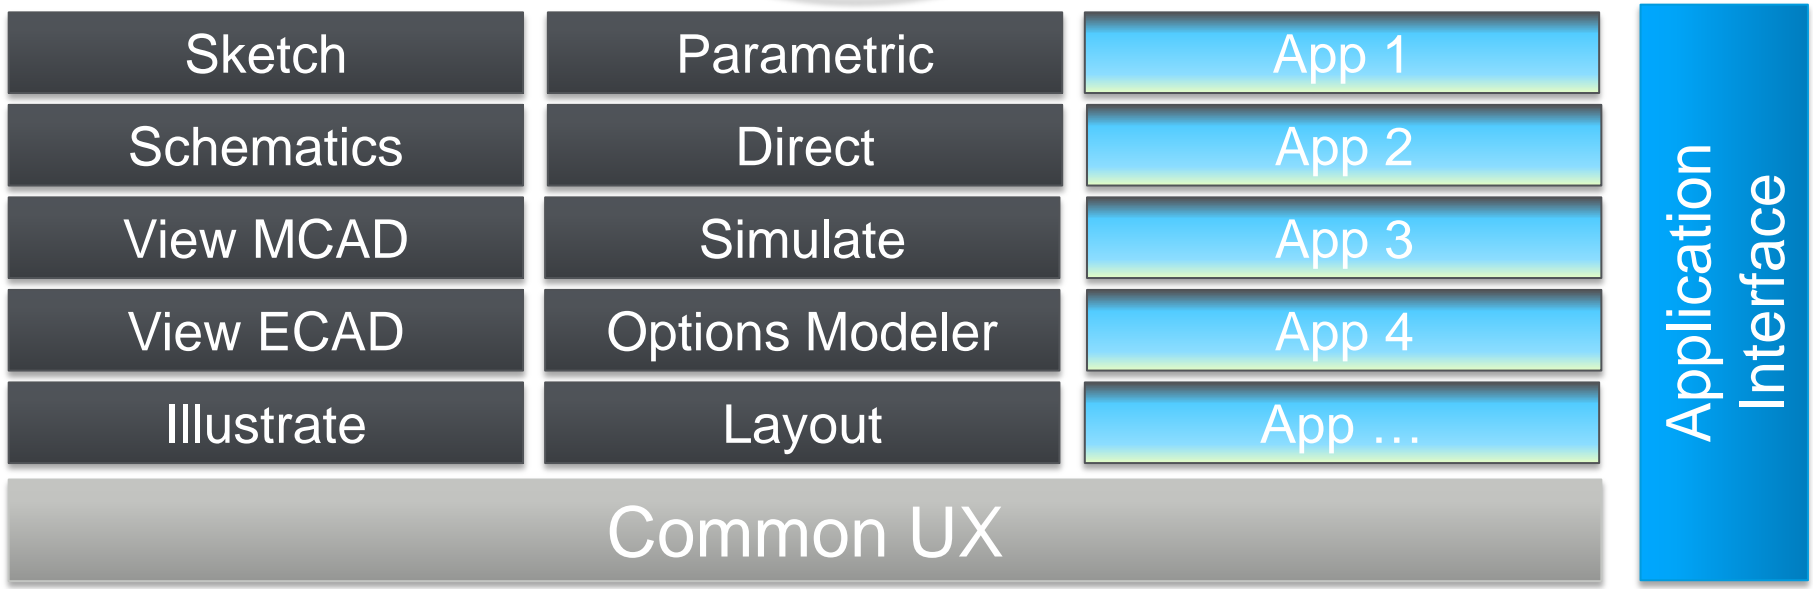 Sketch
Parametric
App 1
Schematics
Direct
App 2
View MCAD
Simulate
App 3
View ECAD
Options Modeler
App 4
Illustrate
Layout
App …
Common UX
Application
Interface